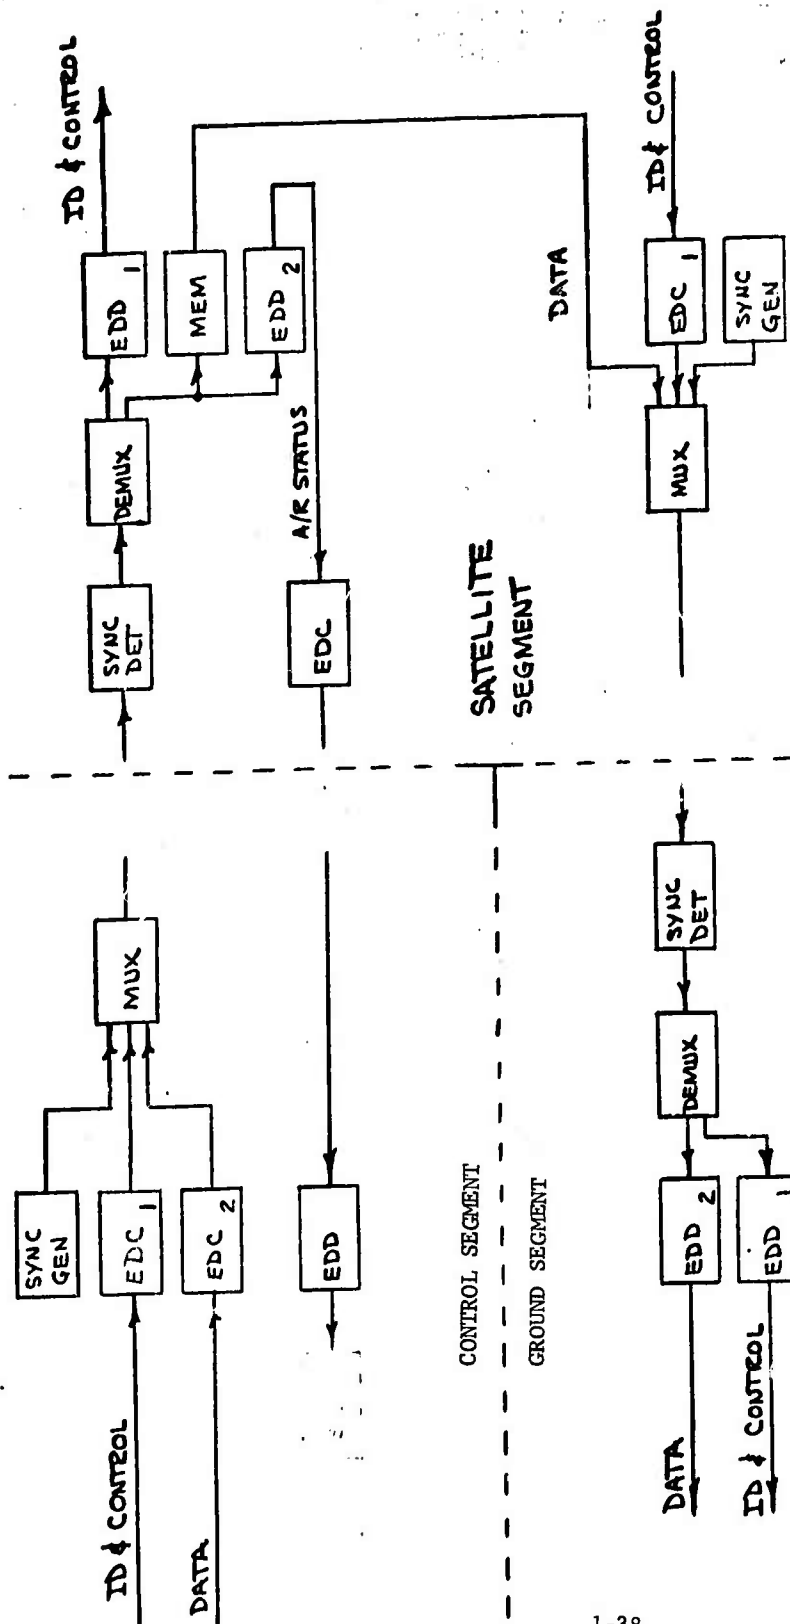 ID & CONTROL
DATA
SYNC
GEN
EDC 1
EDC 2
MUX
EDD
SYNC
DET
DEMUX
EDD 1
ID & CONTROL
MEM
EDD 2
A/R STATUS
EDC
CONTROL SEGMENT
GROUND SEGMENT
SATELLITE
SEGMENT
DATA
ID & CONTROL
EDC 1
SYNC
GEN
MUX
SYNC
DET
DEMUX
EDD 2
EDD 1
DATA
ID & CONTROL
1-38